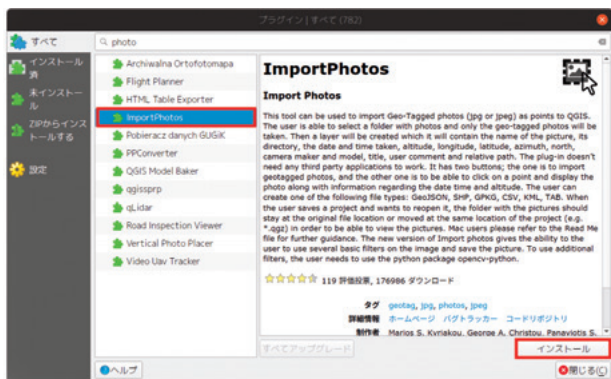 プラグイン | すべて (782)
すべて
インストール
済
未インストー
ル
ZIPからインス
トールする
設定
photo
Archiwalna Ortofotomapa
Flight Planner
HTML Table Exporter
ImportPhotos
Pobieracz danych GUGiK
PPConverter
QGIS Model Baker
qgissprp
qLidar
Road Inspection Viewer
Vertical Photo Placer
Video Uav Tracker
ImportPhotos
Import Photos
This tool can be used to import Geo-Tagged photos (jpg or jpeg) as points to QGIS.
The user is able to select a folder with photos and only the geo-tagged photos will be
taken. Then a layer will be created which it will contain the name of the picture, its
directory, the date and time taken, altitude, longitude, latitude, azimuth, north,
camera maker and model, title, user comment and relative path. The plug-in doesn't
need any third party applications to work. It has two buttons; the one is to import
geotagged photos, and the other one is to be able to click on a point and display the
photo along with information regarding the date time and altitude. The user can
create one of the following file types: GeoJSON, SHP, GPKG, CSV, KML, TAB. When
the user saves a project and wants to reopen it, the folder with the pictures should
stay at the original file location or moved at the same location of the project (e.g.
*.qgz) in order to be able to view the pictures. Mac users please refer to the Read Me
file for further guidance. The new version of Import photos gives the ability to the
user to use several basic filters on the image and save the picture. To use additional
filters, the user needs to use the python package opencv-python.
119 評価投票, 176986 ダウンロード
タグ geotag, jpg, photos, jpeg
詳細情報 ホームページ バグトラッカー コードリポジトリ
制作者 Marios S. Kyriakou, George A. Christou, Panayiotis S.
すべてアップグレード
インストール
ヘルプ
閉じる(C)